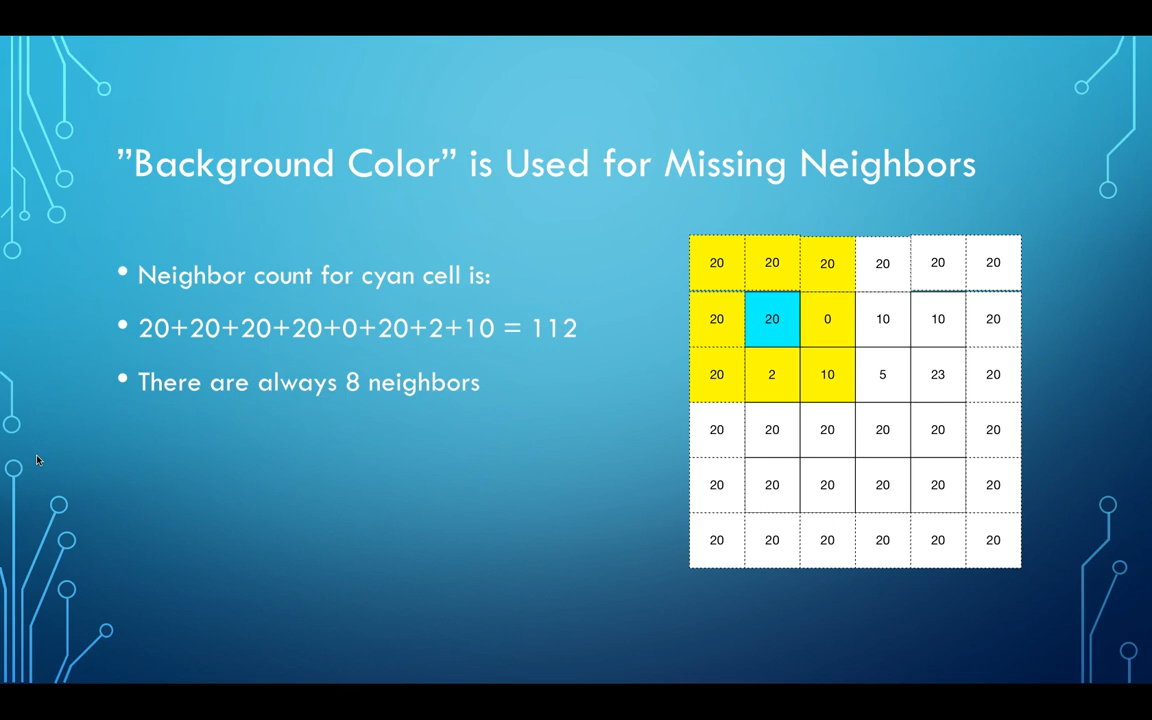 ”Background Color” is Used for Missing Neighbors
• Neighbor count for cyan cell is:
• 20+20+20+20+0+20+2+10 = 112
• There are always 8 neighbors
20 20 20 20 20 20
20 20 0 10 10 20
20 2 10 5 23 20
20 20 20 20 20 20
20 20 20 20 20 20
20 20 20 20 20 20